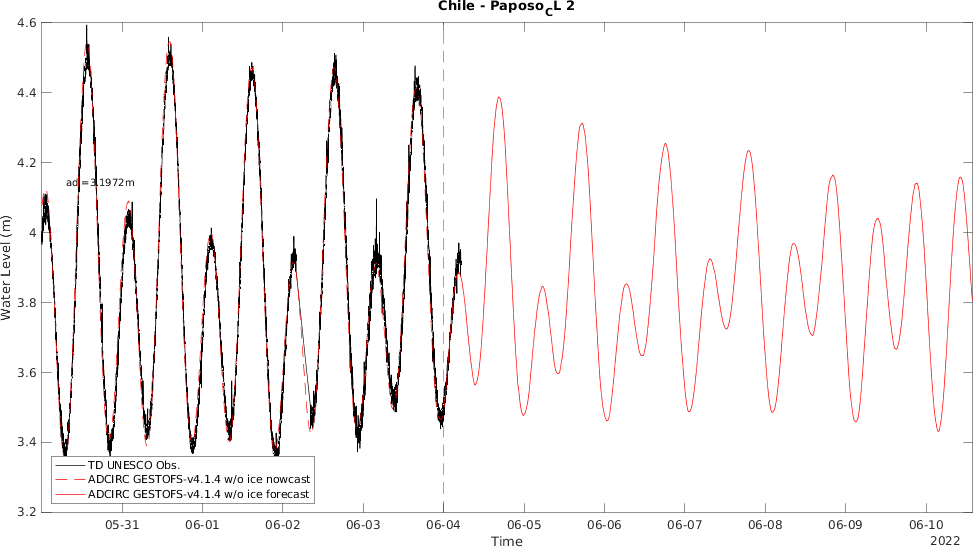 Chile - Paposo_CL 2
4.6
4.4
4.2
4
3.8
3.6
3.4
3.2
Water Level (m)
ad =3.1972m
TD UNESCO Obs.
ADCIRC GESTOFS-v4.1.4 w/o ice nowcast
ADCIRC GESTOFS-v4.1.4 w/o ice forecast
05-31 06-01 06-02 06-03 06-04 06-05 06-06 06-07 06-08 06-09 06-10
Time
2022